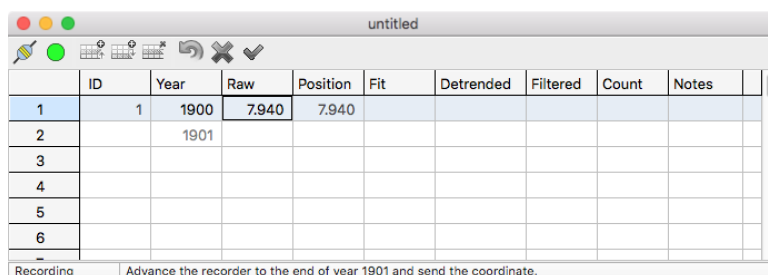 untitled
ID Year Raw Position Fit Detrended Filtered Count Notes
1 1 1900 7.940 7.940
2 1901
3
4
5
6
Recording Advance the recorder to the end of year 1901 and send the coordinate.